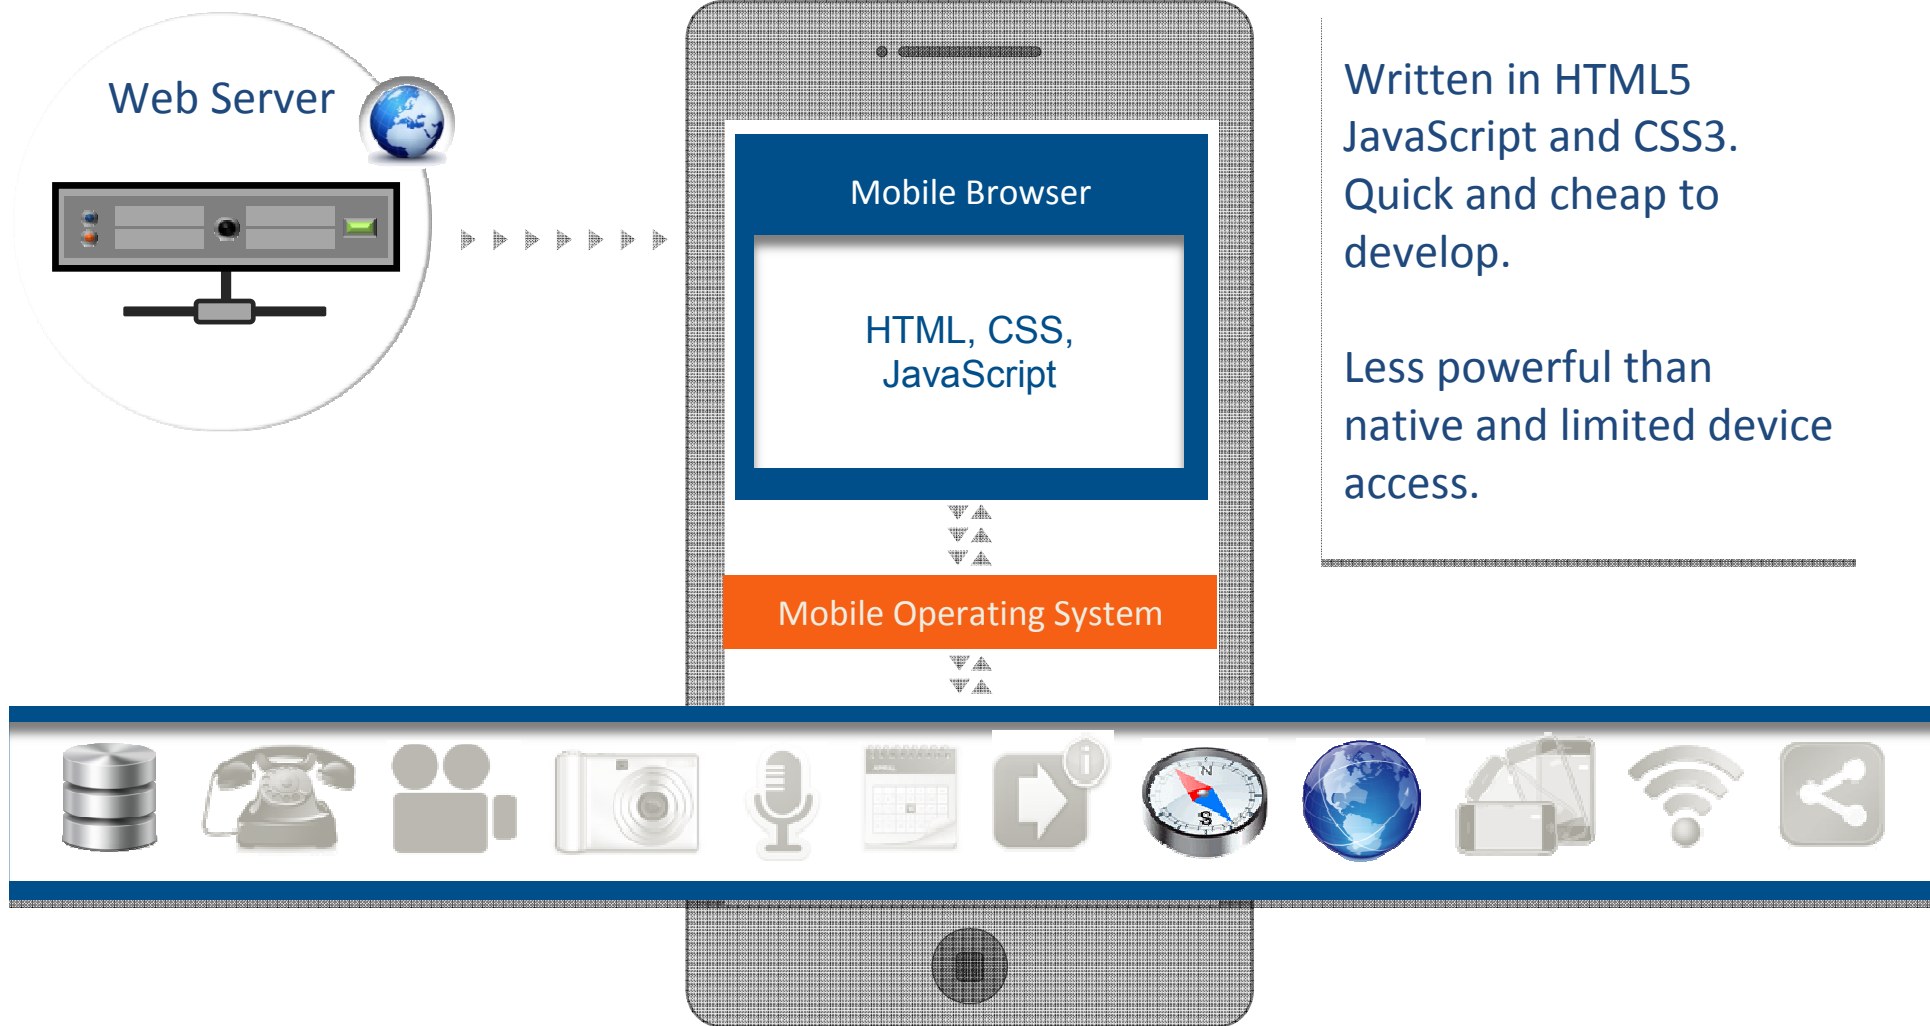 Web Server
Mobile Browser
HTML, CSS,
JavaScript
Mobile Operating System
Written in HTML5
JavaScript and CSS3.
Quick and cheap to
develop.
Less powerful than
native and limited device
access.
N
S